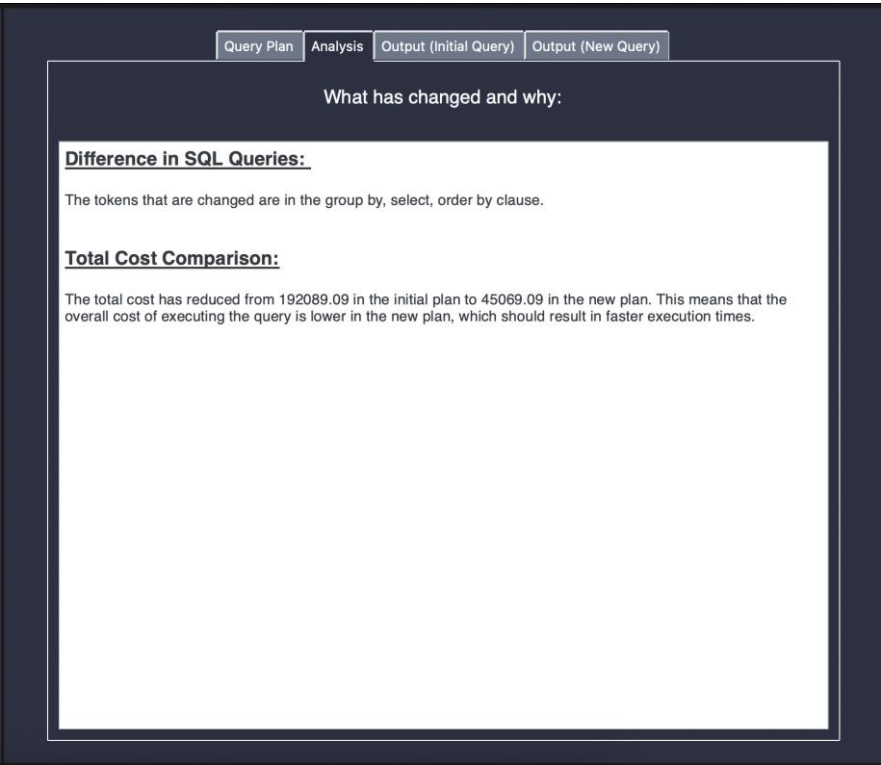 Query Plan Analysis Output (Initial Query) Output (New Query)
What has changed and why:
Difference in SQL Queries:
The tokens that are changed are in the group by, select, order by clause.
Total Cost Comparison:
The total cost has reduced from 192089.09 in the initial plan to 45069.09 in the new plan. This means that the
overall cost of executing the query is lower in the new plan, which should result in faster execution times.